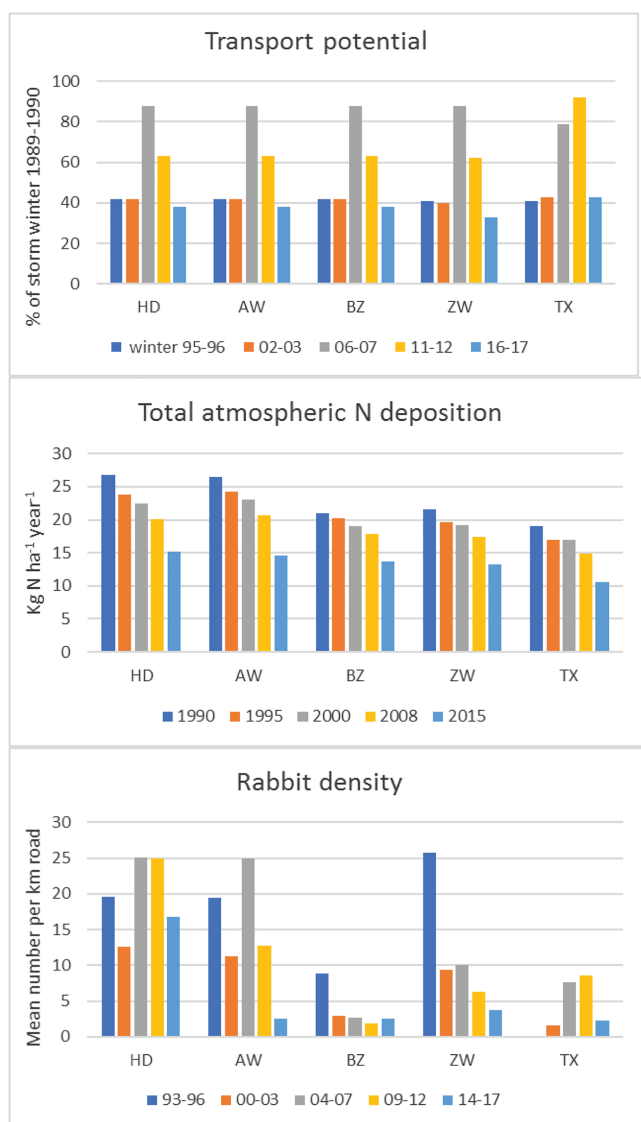 Transport potential
% of storm winter 1989-1990
100
80
60
40
20
0
HD AW BZ ZW TX
winter 95-96 02-03 06-07 11-12 16-17
Total atmospheric N deposition
Kg N ha⁻¹ year⁻¹
30
25
20
15
10
5
0
HD AW BZ ZW TX
1990 1995 2000 2008 2015
Rabbit density
Mean number per km road
30
25
20
15
10
5
0
HD AW BZ ZW TX
93-96 00-03 04-07 09-12 14-17